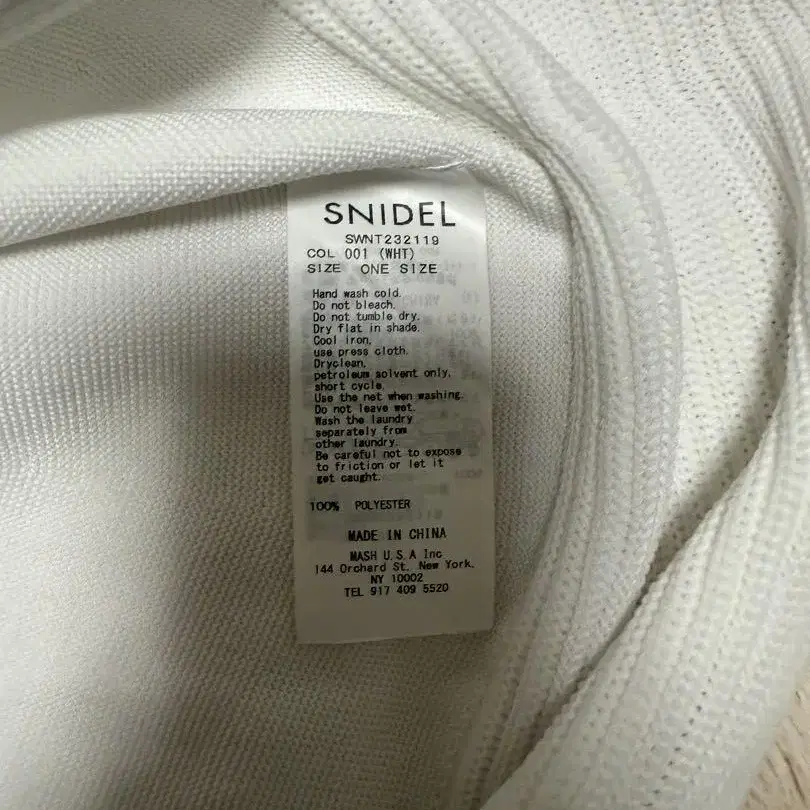 SNIDEL
SWNT232119
COL 001 (WHT)
SIZE ONE SIZE
Hand wash cold.
Do not bleach.
Do not tumble dry.
Dry flat in shade.
Cool iron,
use press cloth.
Dryclean,
petroleum solvent only,
short cycle.
Use the net when washing.
Do not leave wet.
Wash the laundry
separately from
other laundry.
Be careful not to expose
to friction or let it
get caught.
100% POLYESTER
MADE IN CHINA
MASH U.S.A Inc
144 Orchard St. New York.
NY 10002
TEL 917 409 5520